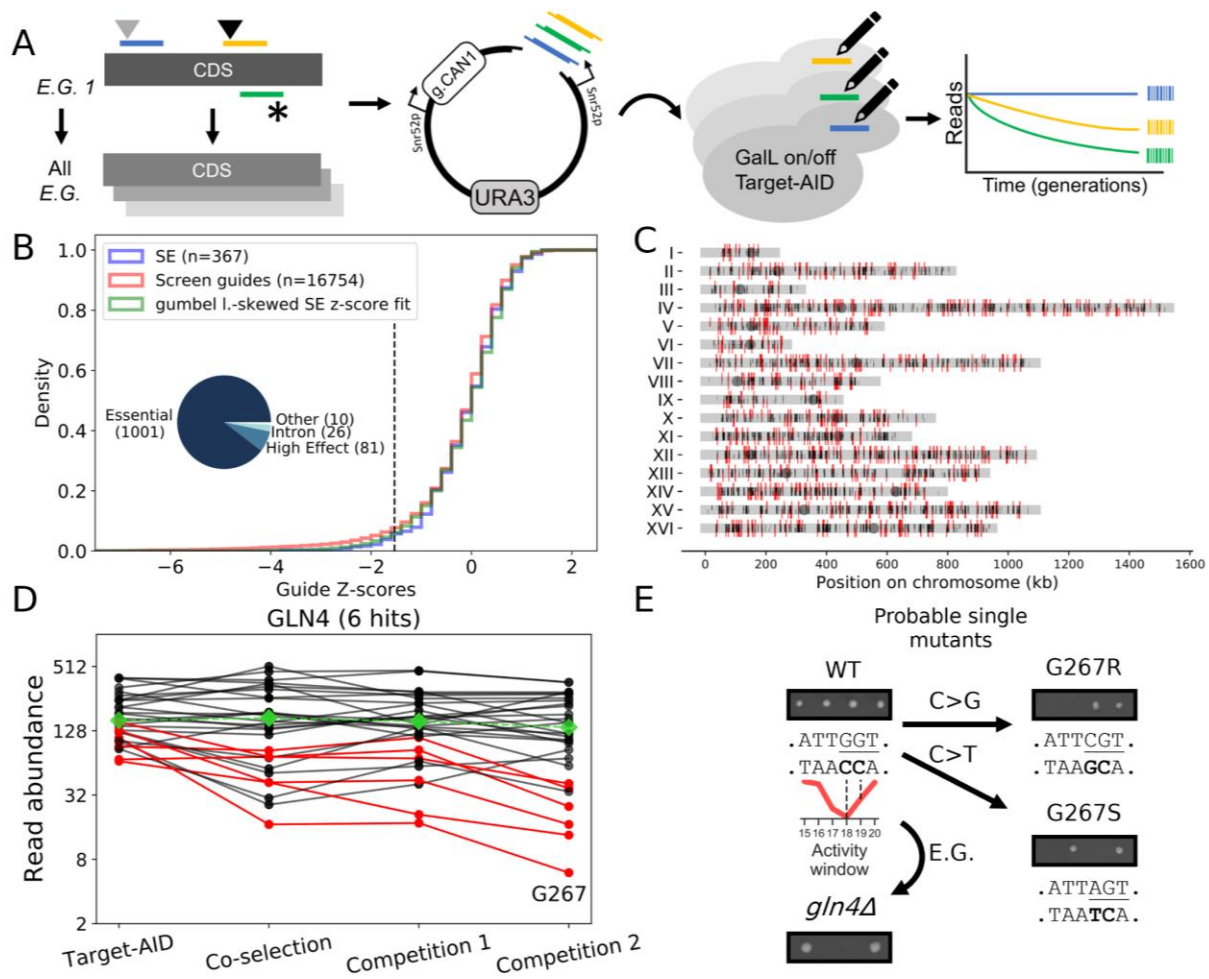 A
E.G. 1
All
E.G.
CDS
*
CDS
g.CAN1
Snr52p
Snr52p
URA3
GalL on/off
Target-AID
Reads
Time (generations)
B
SE (n=367)
Screen guides (n=16754)
gumbel l.-skewed SE z-score fit
Essential
(1001)
Other (10)
Intron (26)
High Effect (81)
Density
1.0
0.8
0.6
0.4
0.2
0.0
−6
−4
−2
0
2
Guide Z-scores
C
I
II
III
IV
V
VI
VII
VIII
IX
X
XI
XII
XIII
XIV
XV
XVI
0 200 400 600 800 1000 1200 1400 1600
Position on chromosome (kb)
D
GLN4 (6 hits)
Read abundance
512
128
32
8
2
G267
Target-AID
Co-selection
Competition 1
Competition 2
E
Probable single
mutants
WT
.ATTGGT.
.TAACCA.
15 16 17 18 19 20
Activity
window
C>G
C>T
E.G.
gln4Δ
G267R
.ATTCGT.
.TAAGCA.
G267S
.ATTAGT.
.TAATCA.